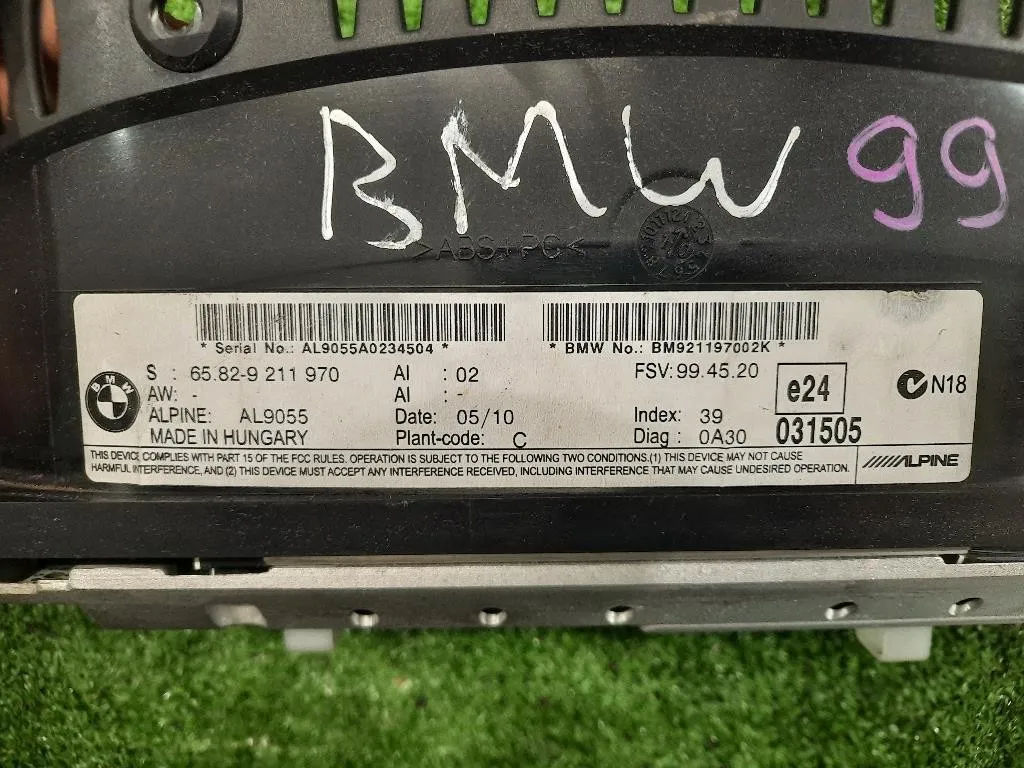 BMW 99
>ABS+PC<
* Serial No.: AL9055A0234504 *
* BMW No.: BM921197002K *
BMW
S : 65.82-9 211 970 AI : 02 FSV: 99.45.20
AW: - AI : -
ALPINE: AL9055 Date: 05/10 Index: 39
MADE IN HUNGARY Plant-code: C Diag : 0A30
e24
031505
N18
THIS DEVICE COMPLIES WITH PART 15 OF THE FCC RULES. OPERATION IS SUBJECT TO THE FOLLOWING TWO CONDITIONS.(1) THIS DEVICE MAY NOT CAUSE
HARMFUL INTERFERENCE, AND (2) THIS DEVICE MUST ACCEPT ANY INTERFERENCE RECEIVED, INCLUDING INTERFERENCE THAT MAY CAUSE UNDESIRED OPERATION.
ALPINE